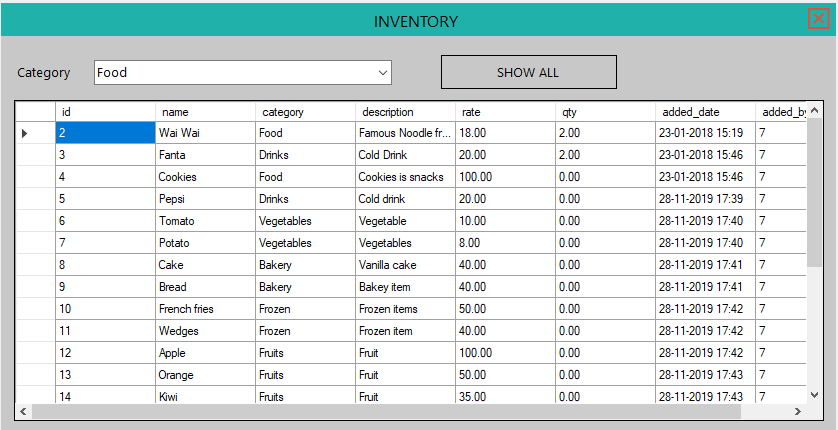 INVENTORY
Category Food SHOW ALL
id name category description rate qty added_date added_by
2 Wai Wai Food Famous Noodle fr... 18.00 2.00 23-01-2018 15:19 7
3 Fanta Drinks Cold Drink 20.00 2.00 23-01-2018 15:46 7
4 Cookies Food Cookies is snacks 100.00 0.00 23-01-2018 15:46 7
5 Pepsi Drinks Cold drink 20.00 0.00 28-11-2019 17:39 7
6 Tomato Vegetables Vegetable 10.00 0.00 28-11-2019 17:40 7
7 Potato Vegetables Vegetables 8.00 0.00 28-11-2019 17:40 7
8 Cake Bakery Vanilla cake 40.00 0.00 28-11-2019 17:41 7
9 Bread Bakery Bakey item 40.00 0.00 28-11-2019 17:41 7
10 French fries Frozen Frozen items 50.00 0.00 28-11-2019 17:42 7
11 Wedges Frozen Frozen item 40.00 0.00 28-11-2019 17:42 7
12 Apple Fruits Fruit 100.00 0.00 28-11-2019 17:42 7
13 Orange Fruits Fruit 50.00 0.00 28-11-2019 17:43 7
14 Kiwi Fruits Fruit 35.00 0.00 28-11-2019 17:43 7